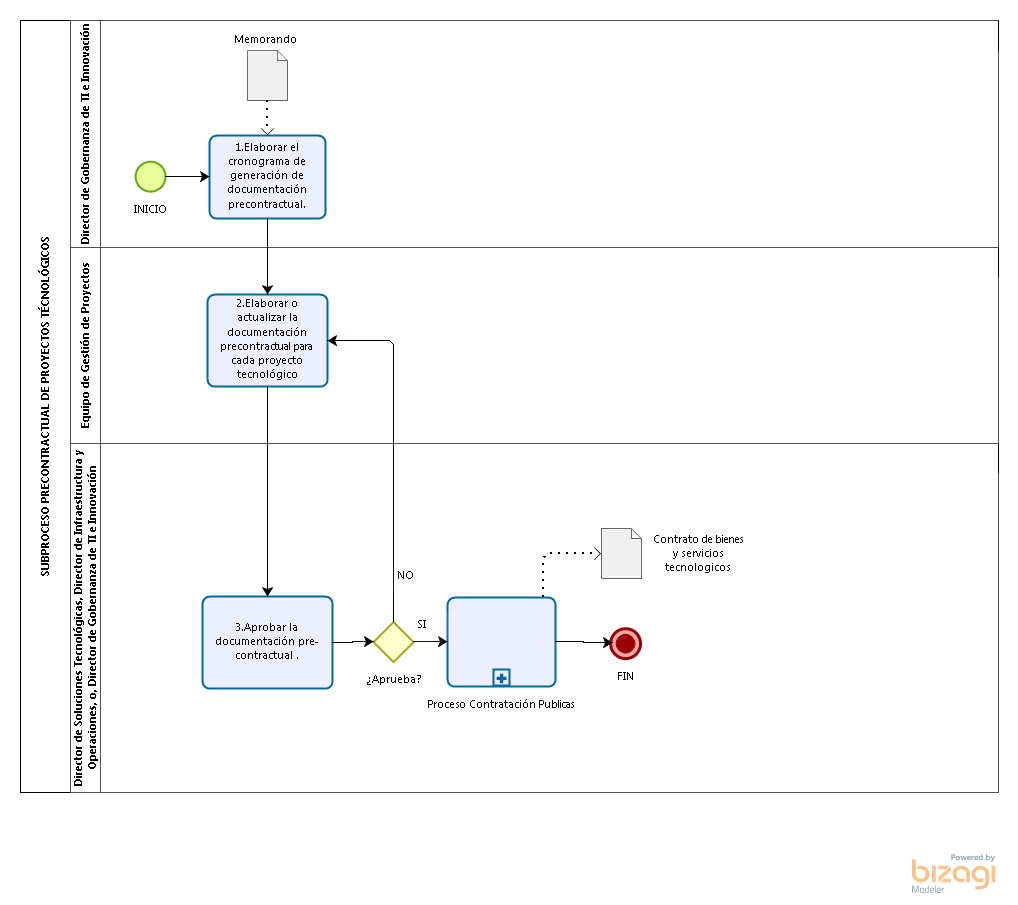 SUBPROCESO PRECONTRACTUAL DE PROYECTOS TÉCNOLÓGICOS
Director de Gobernanza de TI e Innovación
Memorando
1.Elaborar el
cronograma de
generación de
documentación
precontractual.
INICIO
Equipo de Gestión de Proyectos
2.Elaborar o
actualizar la
documentación
precontractual para
cada proyecto
tecnológico
Director de Soluciones Tecnológicas, Director de Infraestructura y
Operaciones, o, Director de Gobernanza de TI e Innovación
Contrato de bienes
y servicios
tecnologicos
NO
3.Aprobar la
documentación pre-
contractual .
SI
¿Aprueba?
Proceso Contratación Publicas
FIN
Powered by
bizagi
Modeler